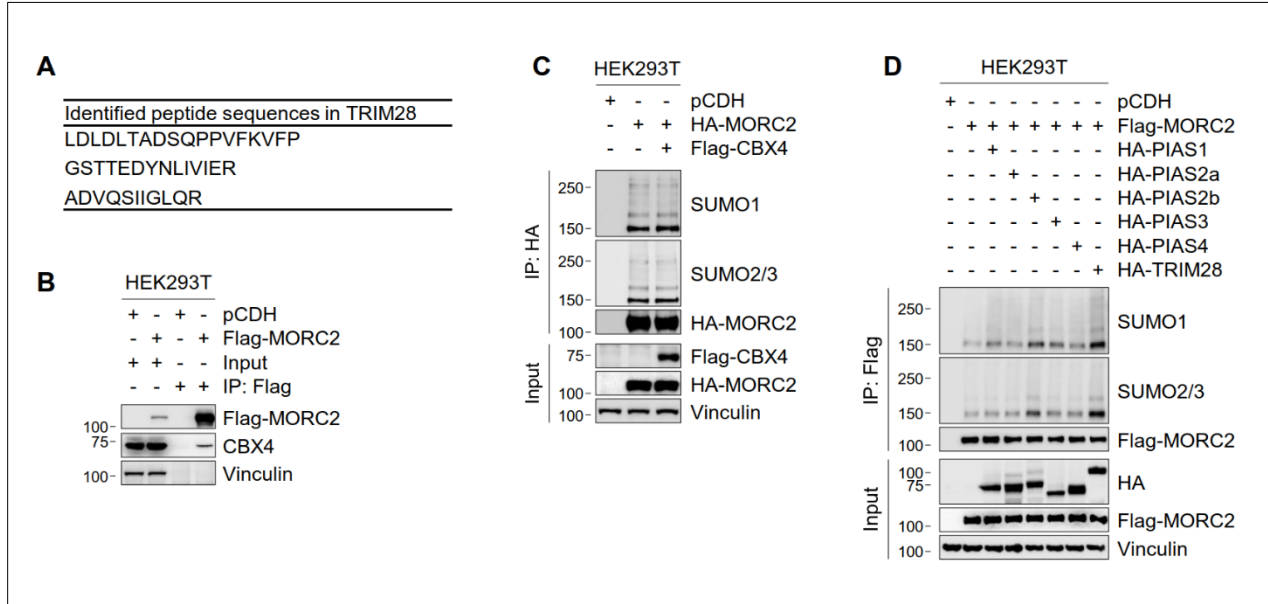 A
Identified peptide sequences in TRIM28
LDLDLTADSQPPVFKVFP
GSTTEDYNLIVIER
ADVQSIIGLQR
B
HEK293T
+ - + - pCDH
- + - + Flag-MORC2
+ + - - Input
- - + + IP: Flag
100 Flag-MORC2
75 CBX4
100 Vinculin
C
HEK293T
+ - - pCDH
- + + HA-MORC2
- - + Flag-CBX4
IP: HA
250
150
SUMO1
250
150
SUMO2/3
100 HA-MORC2
Input
75 Flag-CBX4
100 HA-MORC2
100 Vinculin
D
HEK293T
+ - - - - - - - pCDH
- + + + + + + + Flag-MORC2
- - + - - - - - HA-PIAS1
- - - + - - - - HA-PIAS2a
- - - - + - - - HA-PIAS2b
- - - - - + - - HA-PIAS3
- - - - - - + - HA-PIAS4
- - - - - - - + HA-TRIM28
IP: Flag
250
150
SUMO1
250
150
SUMO2/3
100 Flag-MORC2
Input
100
75
HA
100 Flag-MORC2
100 Vinculin